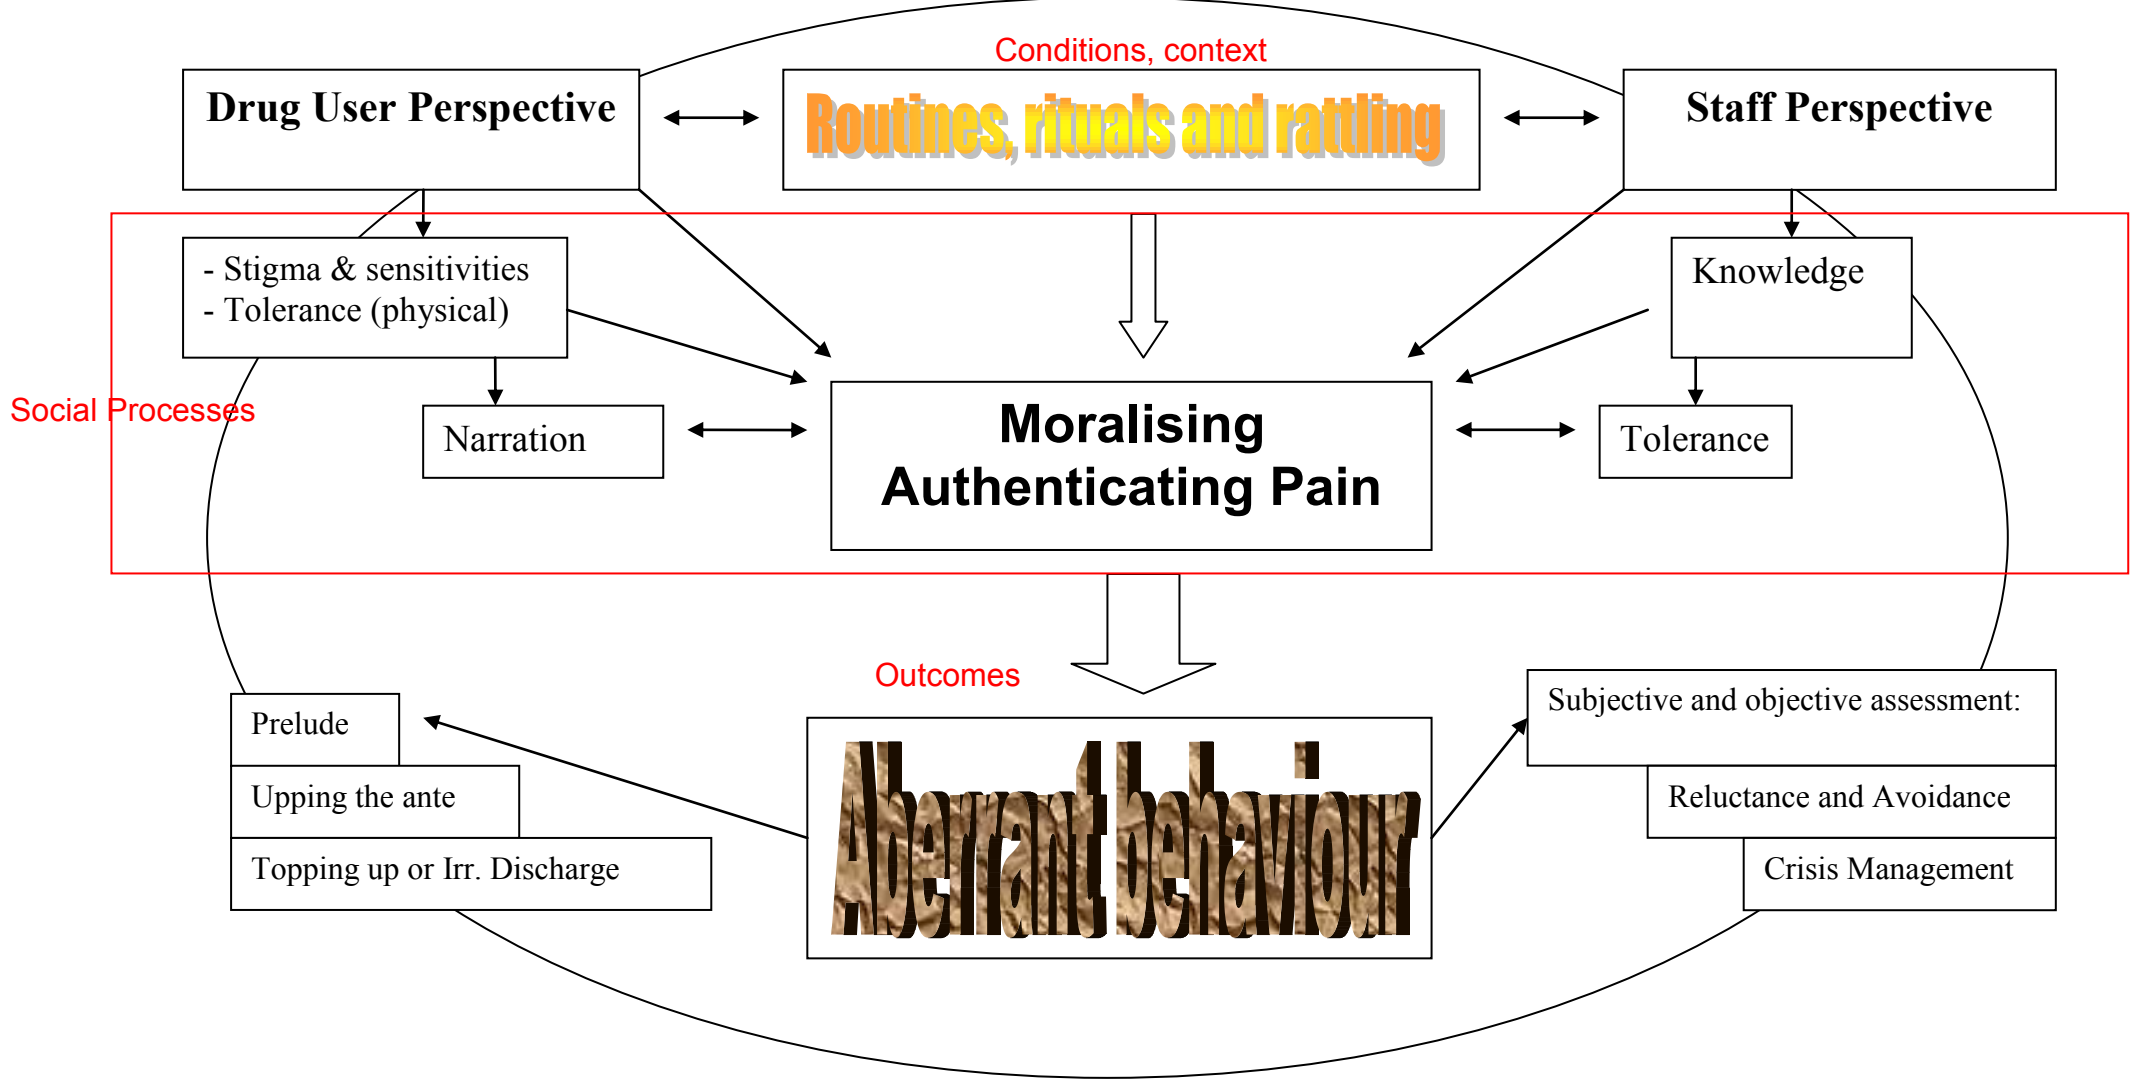 Conditions, context
Drug User Perspective
Routines, rituals and rattling
Staff Perspective
- Stigma & sensitivities
- Tolerance (physical)
Knowledge
Social Processes
Narration
Moralising
Authenticating Pain
Tolerance
Outcomes
Prelude
Upping the ante
Topping up or Irr. Discharge
Aberrant behaviour
Subjective and objective assessment:
Reluctance and Avoidance
Crisis Management